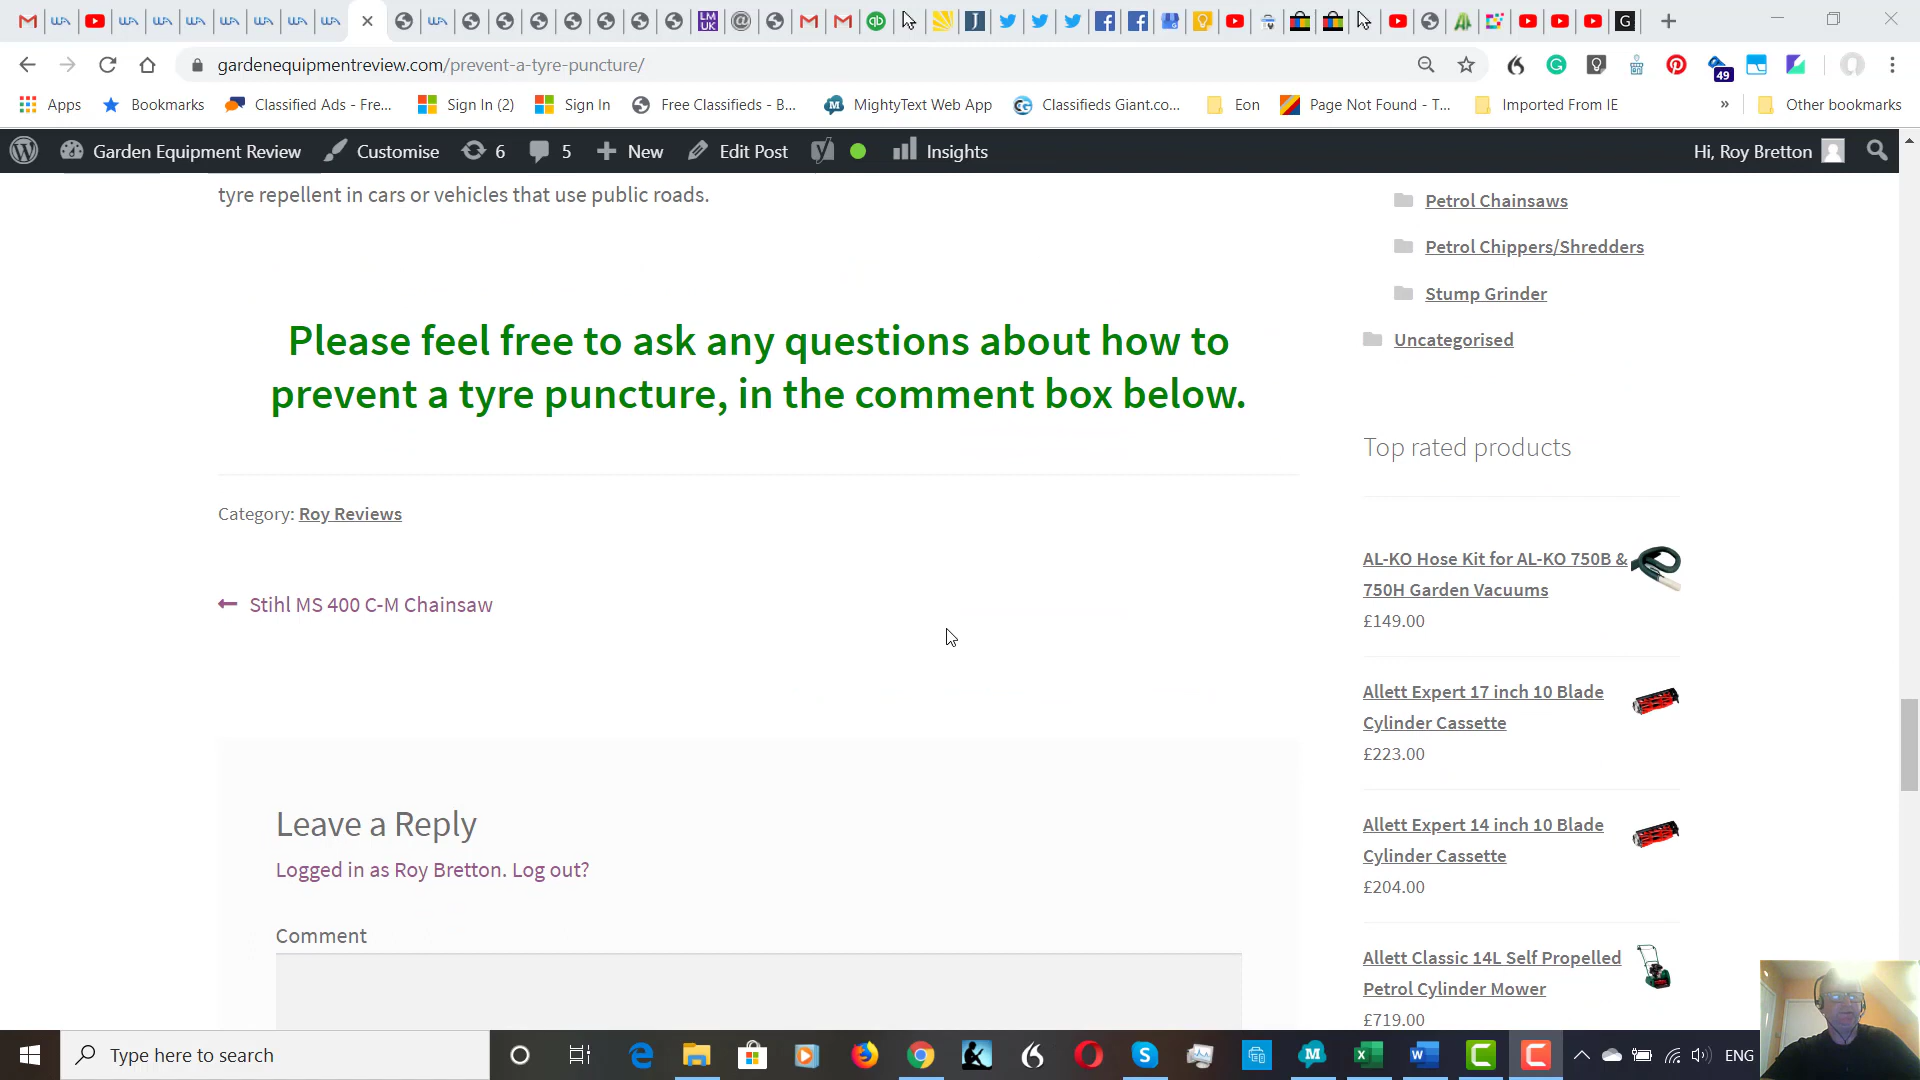 gardenequipmentreview.com/prevent-a-tyre-puncture/
49
Apps
Bookmarks
Classified Ads - Fre...
Sign In (2)
Sign In
Free Classifieds - B...
MightyText Web App
Classifieds Giant.co...
Eon
Page Not Found - T...
Imported From IE
»
Other bookmarks
Garden Equipment Review
Customise
6
5
New
Edit Post
Insights
Hi, Roy Bretton
tyre repellent in cars or vehicles that use public roads.
Please feel free to ask any questions about how to
prevent a tyre puncture, in the comment box below.
Category: Roy Reviews
Stihl MS 400 C-M Chainsaw
Leave a Reply
Logged in as Roy Bretton. Log out?
Comment
Petrol Chainsaws
Petrol Chippers/Shredders
Stump Grinder
Uncategorised
Top rated products
AL-KO Hose Kit for AL-KO 750B &
750H Garden Vacuums
£149.00
Allett Expert 17 inch 10 Blade
Cylinder Cassette
£223.00
Allett Expert 14 inch 10 Blade
Cylinder Cassette
£204.00
Allett Classic 14L Self Propelled
Petrol Cylinder Mower
£719.00
Type here to search
ENG